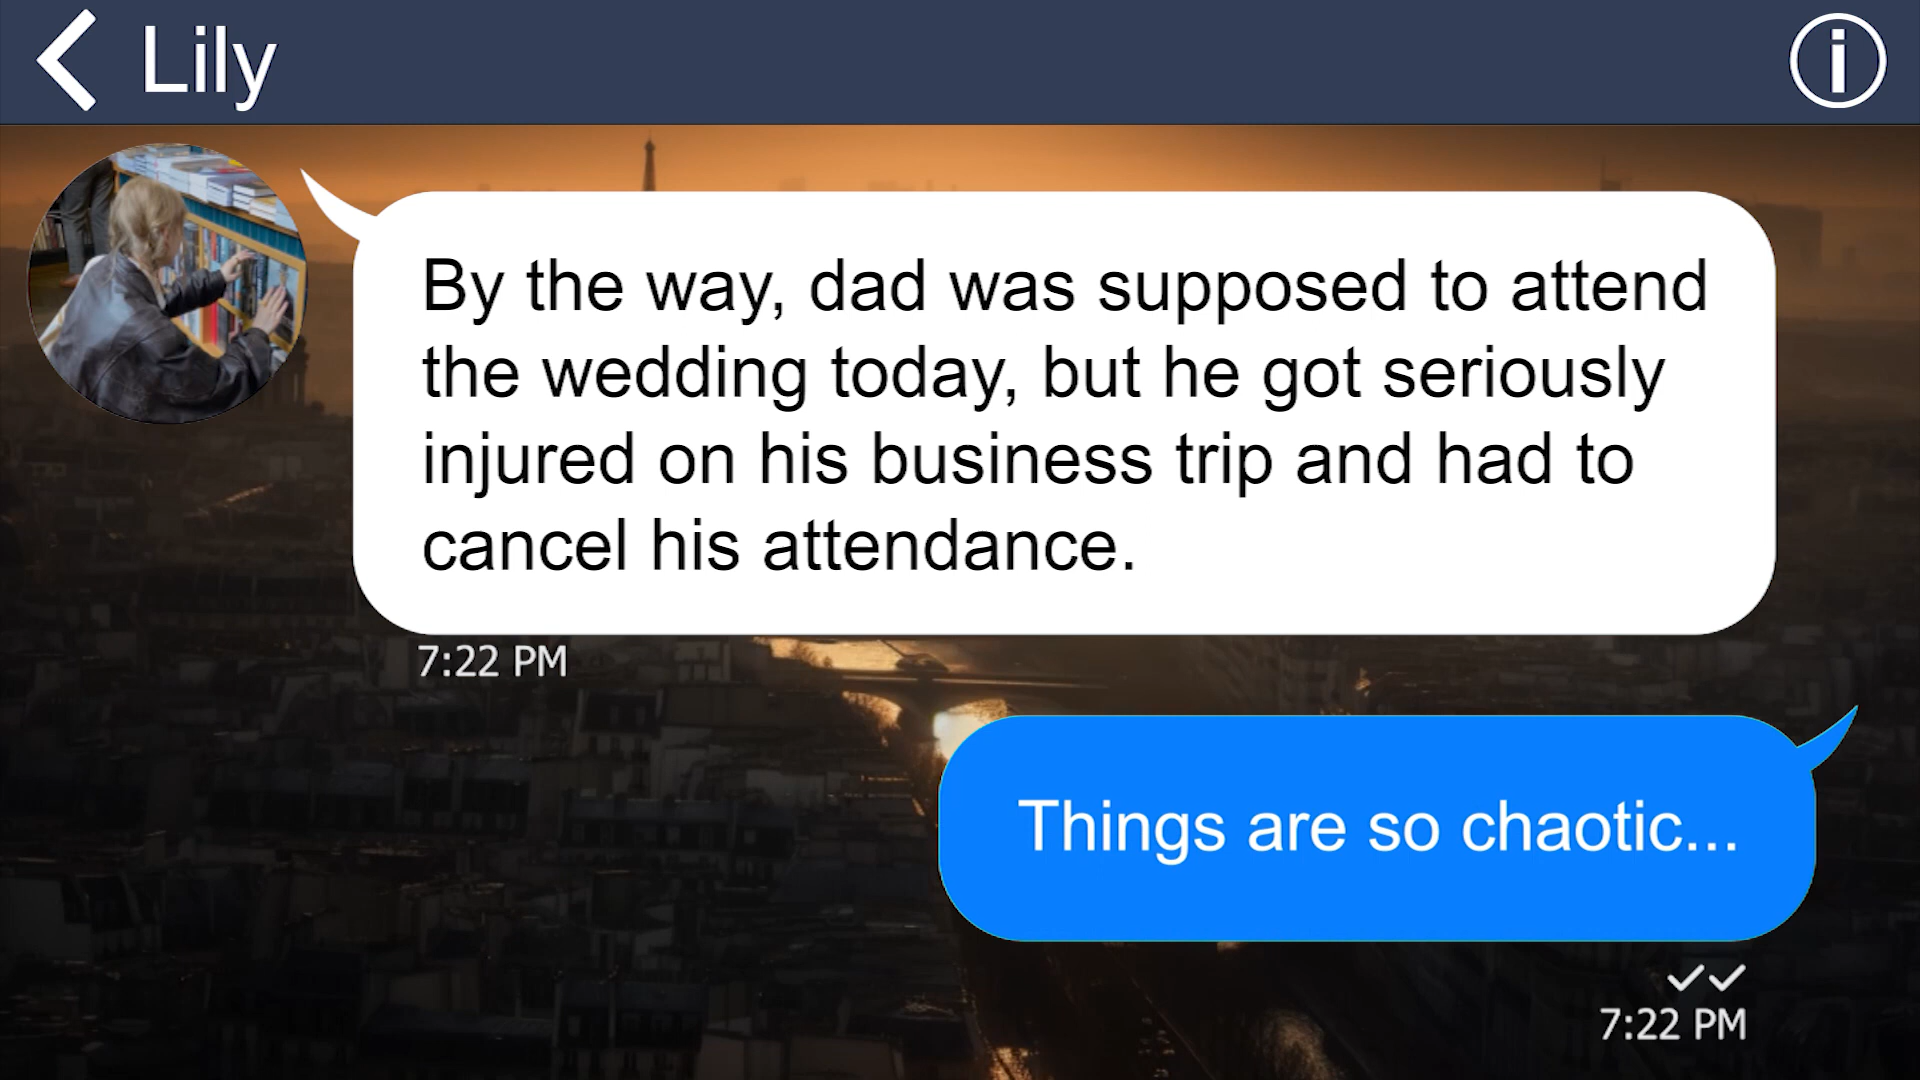 Lily
By the way, dad was supposed to attend
the wedding today, but he got seriously
injured on his business trip and had to
cancel his attendance.
7:22 PM
Things are so chaotic...
7:22 PM